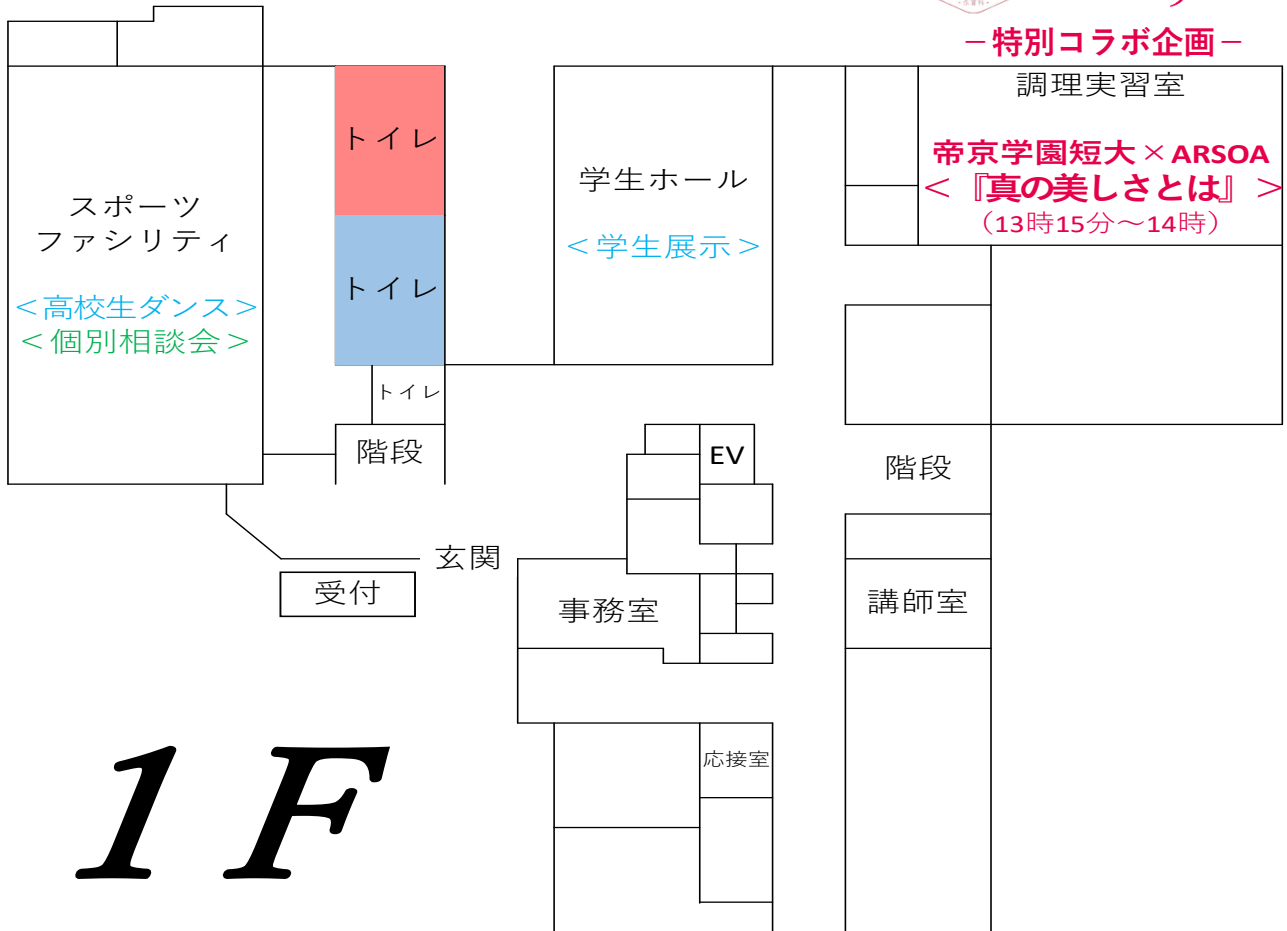 －特別コラボ企画－
調理実習室
帝京学園短大×ARSOA
＜『真の美しさとは』＞
（13時15分～14時）
トイレ
学生ホール
＜学生展示＞
スポーツ
ファシリティ
＜高校生ダンス＞
＜個別相談会＞
トイレ
トイレ
階段
EV
階段
玄関
受付
事務室
講師室
応接室
1F